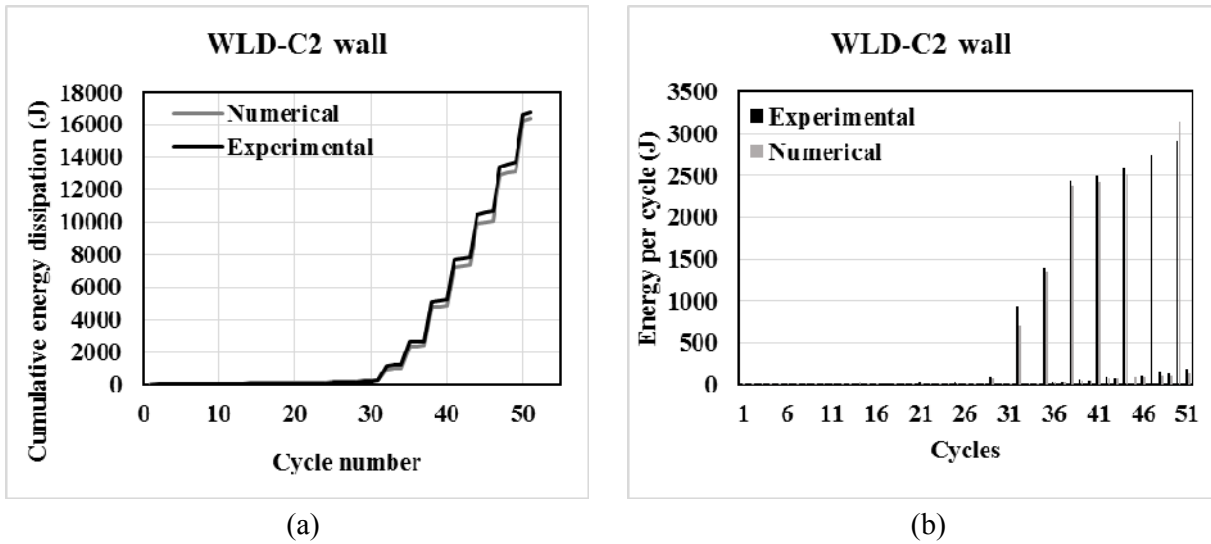 WLD-C2 wall
Cumulative energy dissipation (J)
18000
16000
14000
12000
10000
8000
6000
4000
2000
0
Numerical
Experimental
0 10 20 30 40 50
Cycle number
(a)
WLD-C2 wall
Energy per cycle (J)
3500
3000
2500
2000
1500
1000
500
0
Experimental
Numerical
1 6 11 16 21 26 31 36 41 46 51
Cycles
(b)